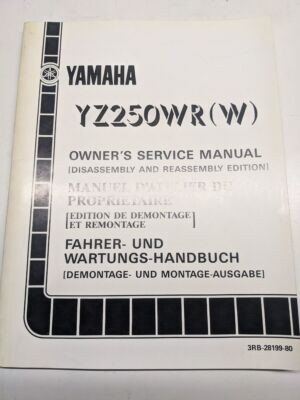 YAMAHA
YZ250WR(W)
OWNER'S SERVICE MANUAL
[DISASSEMBLY AND REASSEMBLY EDITION]
MANUEL D'ATELIER DU
PROPRIETAIRE
[EDITION DE DEMONTAGE
ET REMONTAGE]
FAHRER- UND
WARTUNGS-HANDBUCH
[DEMONTAGE- UND MONTAGE-AUSGABE]
3RB-28199-80